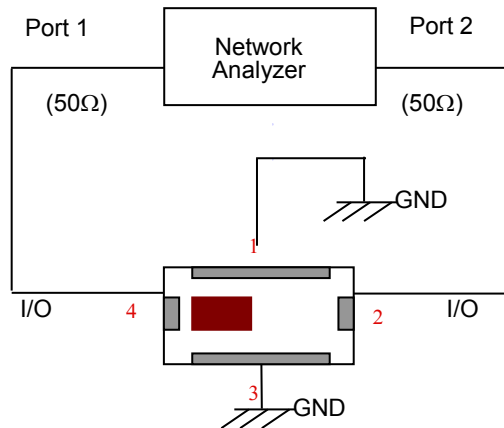 Port 1
Port 2
Network
Analyzer
(50Ω)
(50Ω)
GND
1
I/O
4
2
I/O
3
GND